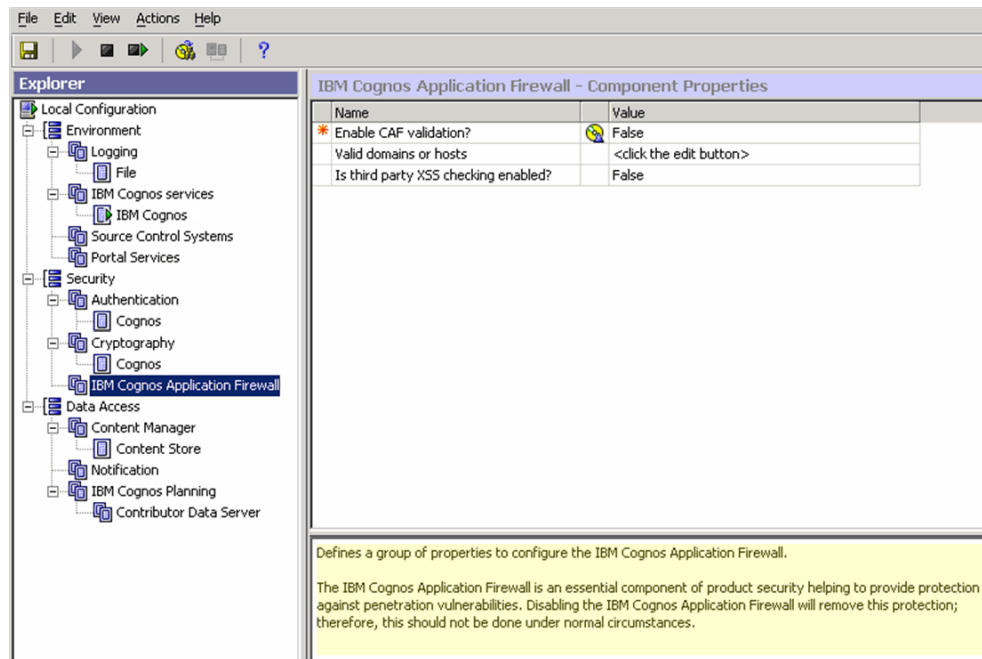 File Edit View Actions Help
?
Explorer
Local Configuration
Environment
Logging
File
IBM Cognos services
IBM Cognos
Source Control Systems
Portal Services
Security
Authentication
Cognos
Cryptography
Cognos
IBM Cognos Application Firewall
Data Access
Content Manager
Content Store
Notification
IBM Cognos Planning
Contributor Data Server
IBM Cognos Application Firewall - Component Properties
Name Value
* Enable CAF validation? False
Valid domains or hosts <click the edit button>
Is third party XSS checking enabled? False
Defines a group of properties to configure the IBM Cognos Application Firewall.
The IBM Cognos Application Firewall is an essential component of product security helping to provide protection
against penetration vulnerabilities. Disabling the IBM Cognos Application Firewall will remove this protection;
therefore, this should not be done under normal circumstances.